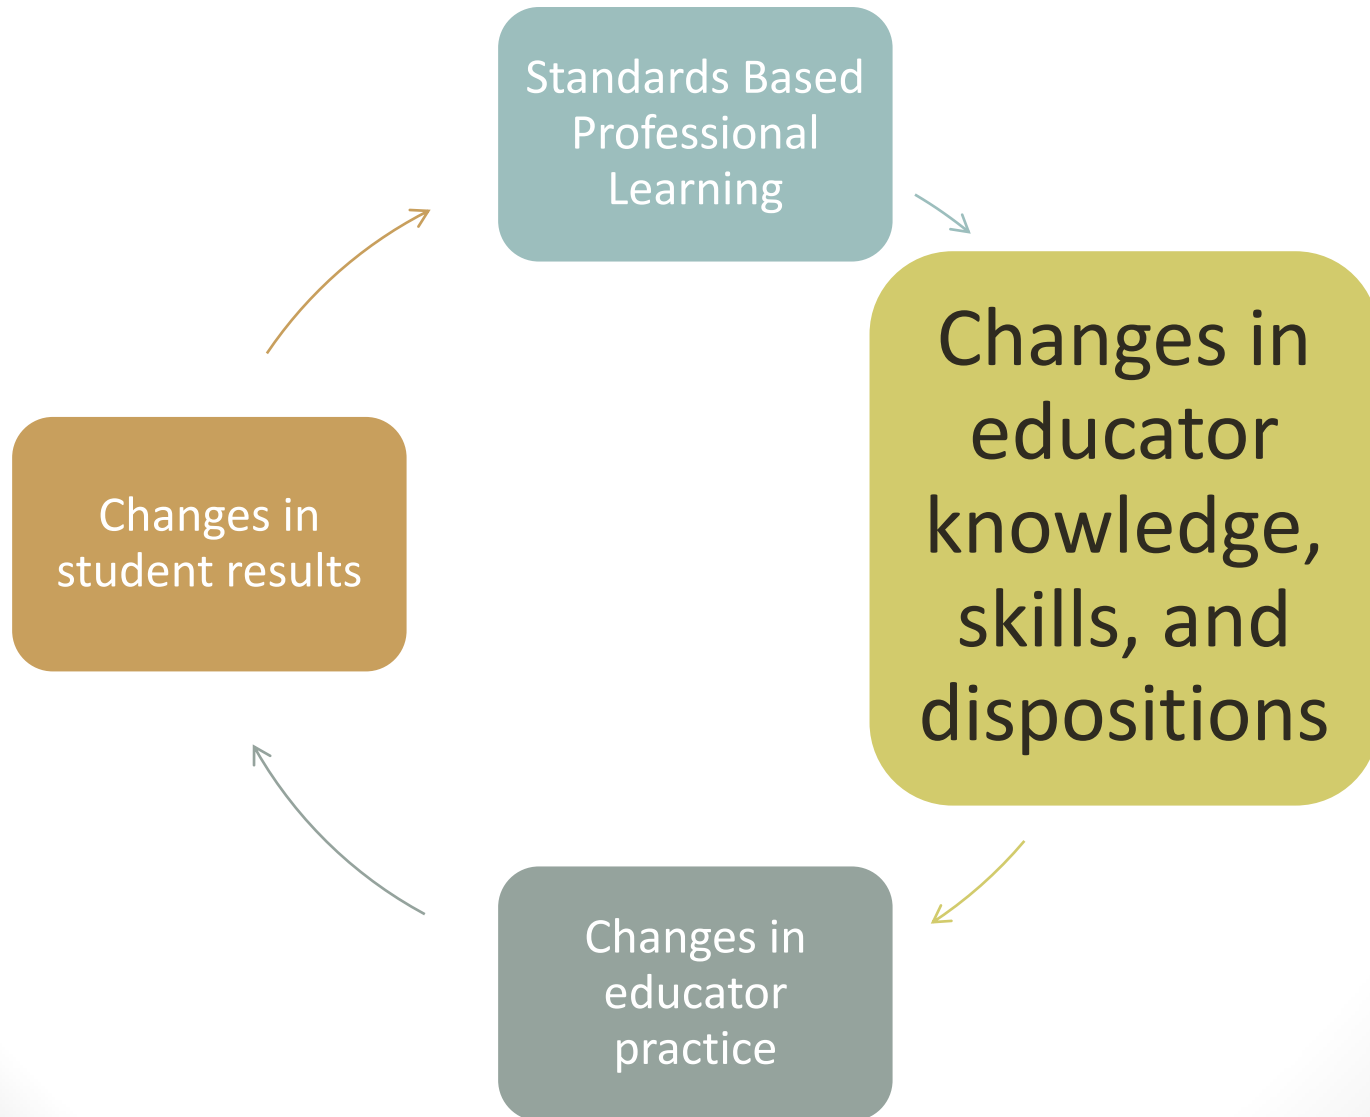 Standards Based
Professional
Learning
Changes in
educator
knowledge,
skills, and
dispositions
Changes in
educator
practice
Changes in
student results